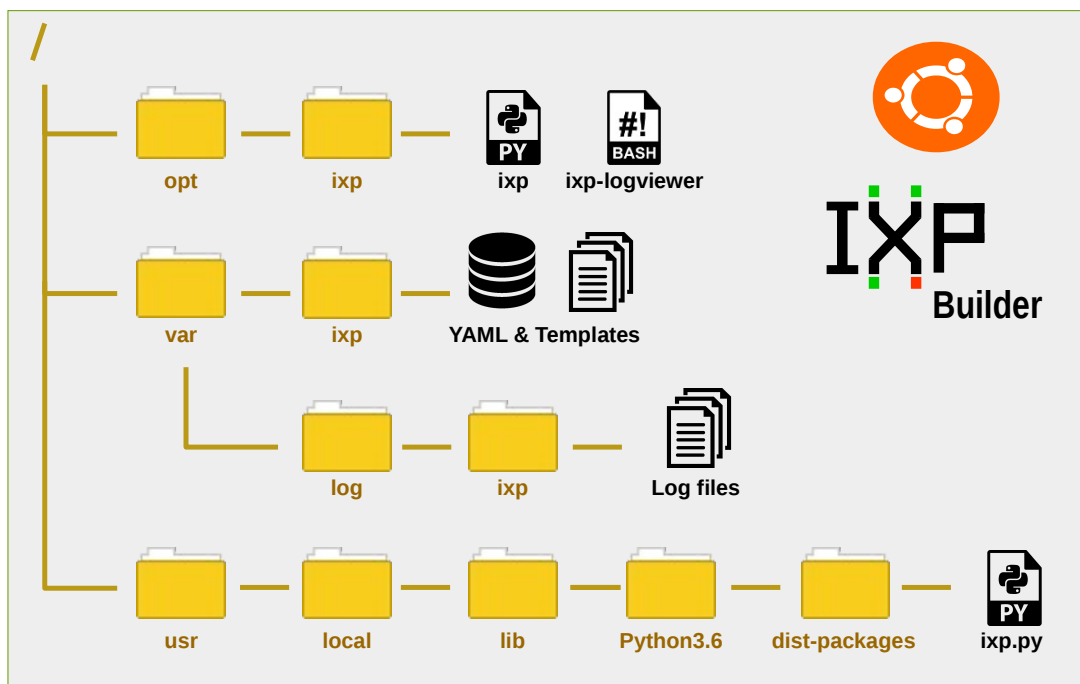 /
opt
ixp
PY
ixp
#!
BASH
ixp-logviewer
IXP
Builder
var
ixp
YAML & Templates
log
ixp
Log files
usr
local
lib
Python3.6
dist-packages
PY
ixp.py